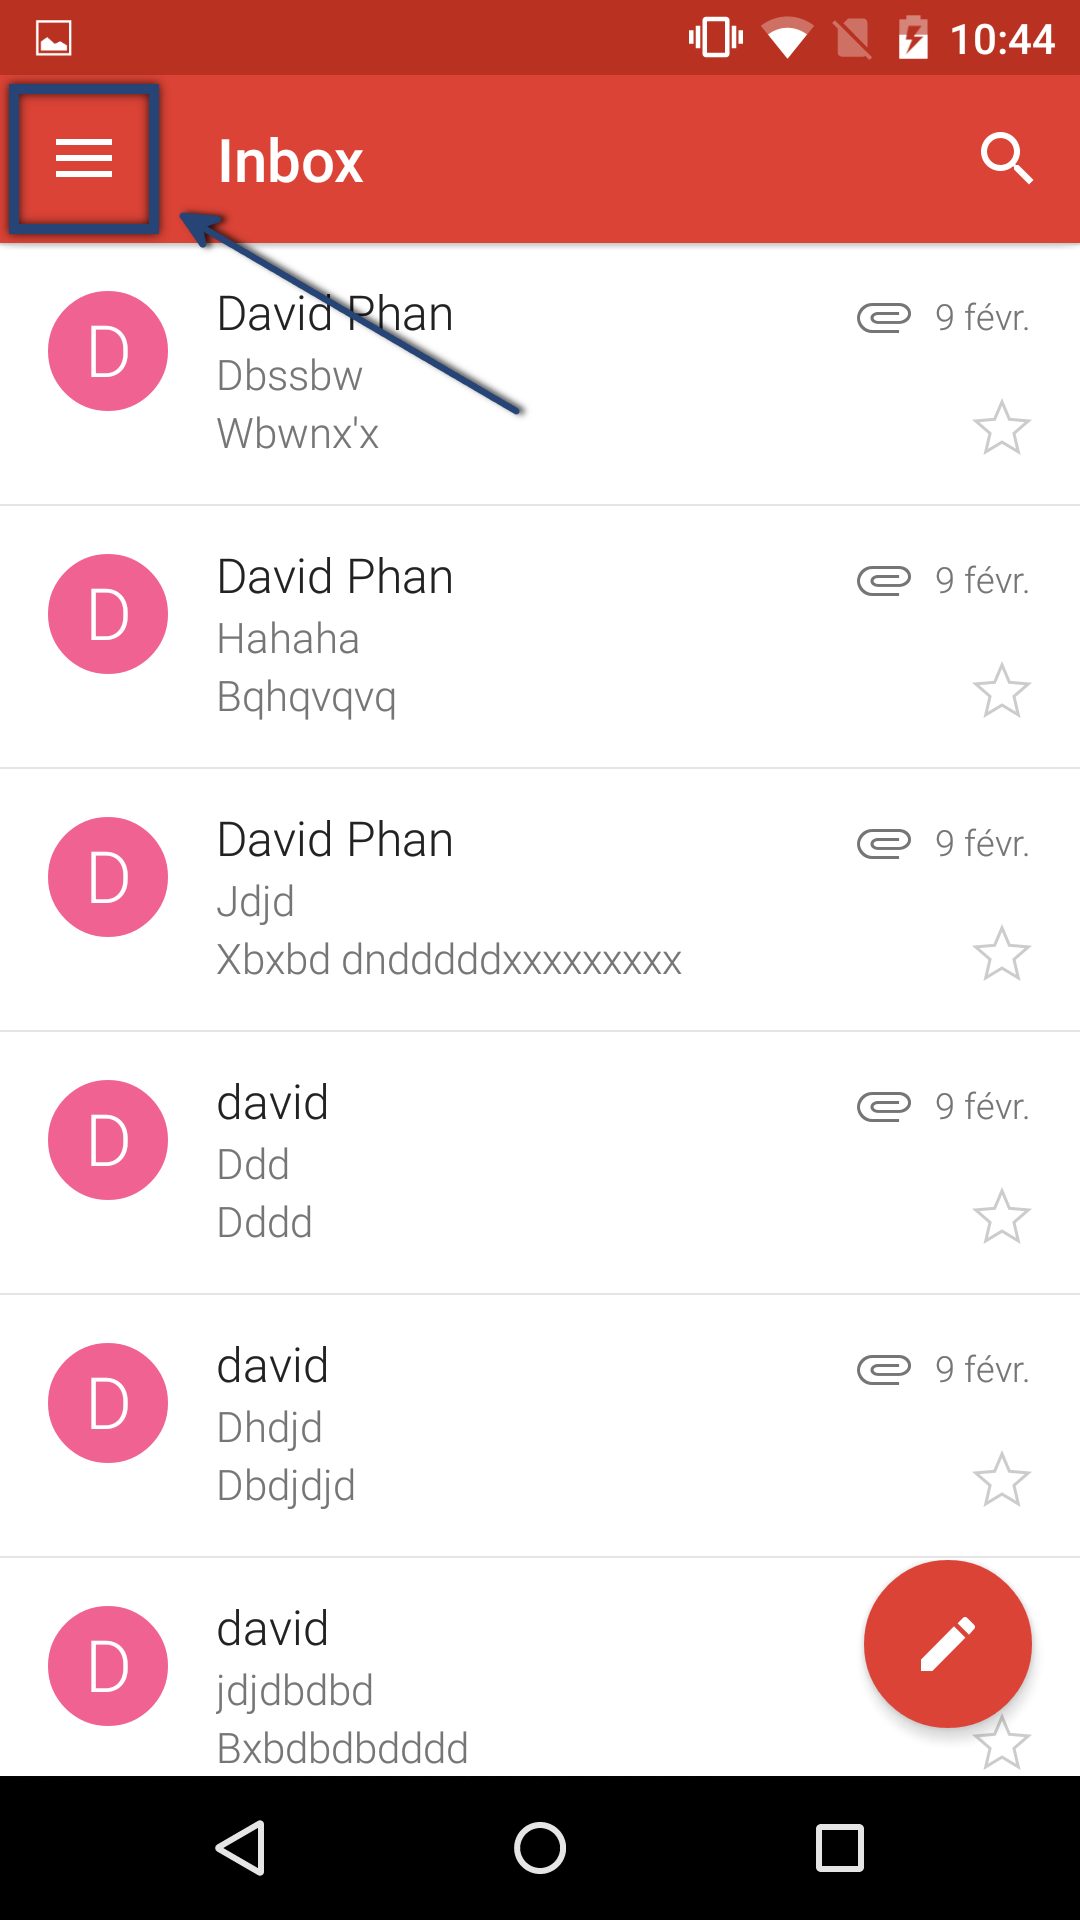 10:44
Inbox
D
David Phan
9 févr.
Dbssbw
Wbwnx'x
D
David Phan
9 févr.
Hahaha
Bqhqvqvq
D
David Phan
9 févr.
Jdjd
Xbxbd dndddddxxxxxxxxx
D
david
9 févr.
Ddd
Dddd
D
david
9 févr.
Dhdjd
Dbdjdjd
D
david
jdjdbdbd
Bxbdbdbdddd